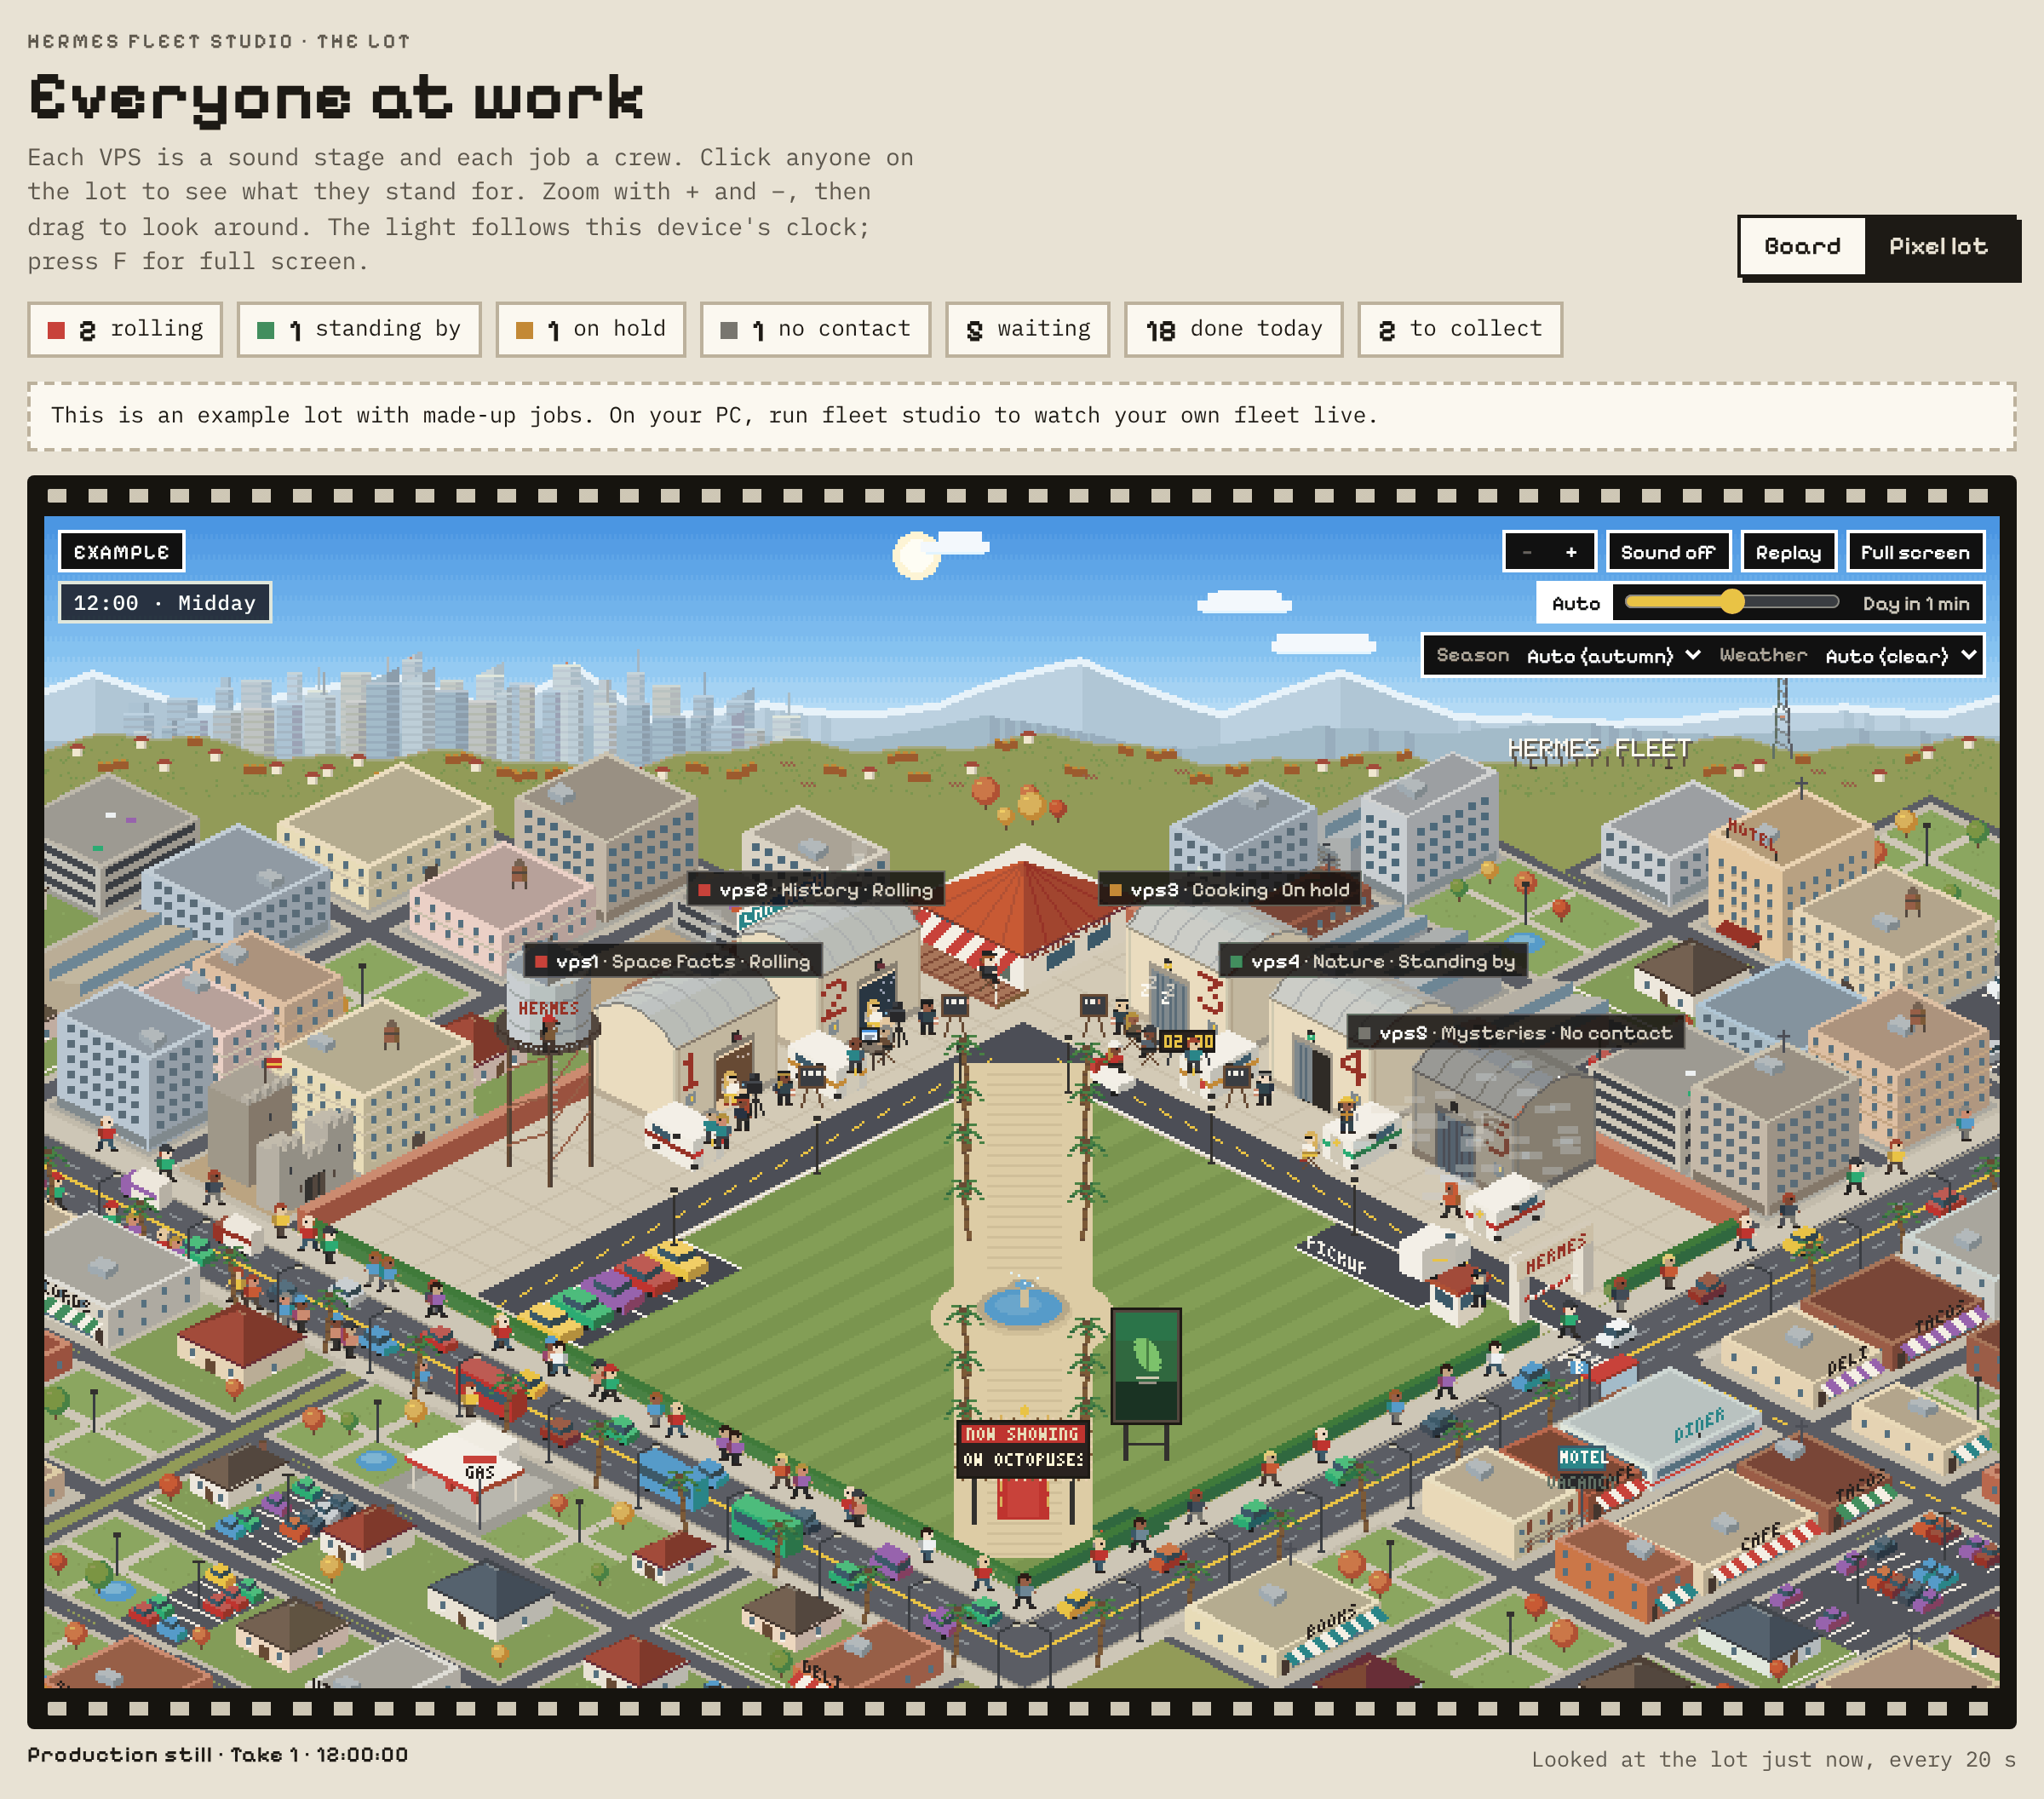 HERMES FLEET STUDIO · THE LOT
Everyone at work
Each VPS is a sound stage and each job a crew. Click anyone on
the lot to see what they stand for. Zoom with + and −, then
drag to look around. The light follows this device's clock;
press F for full screen.
Board
Pixel lot
2 rolling
1 standing by
1 on hold
1 no contact
5 waiting
18 done today
2 to collect
This is an example lot with made-up jobs. On your PC, run fleet studio to watch your own fleet live.
EXAMPLE
- +
Sound off
Replay
Full screen
12:00 · Midday
Auto
Day in 1 min
Season Auto (autumn)
Weather Auto (clear)
HERMES FLEET
HOTEL
vps2 · History · Rolling
vps3 · Cooking · On hold
vps1 · Space Facts · Rolling
vps4 · Nature · Standing by
HERMES
2
3
vps5 · Mysteries · No contact
1
4
PICKUP
HERMES
TACOS
DELI
DINER
NOW SHOWING
OW OCTOPUSES
MOTEL
GAS
TACOS
CAFE
BOOKS
DELI
Production still · Take 1 · 12:00:00
Looked at the lot just now, every 20 s